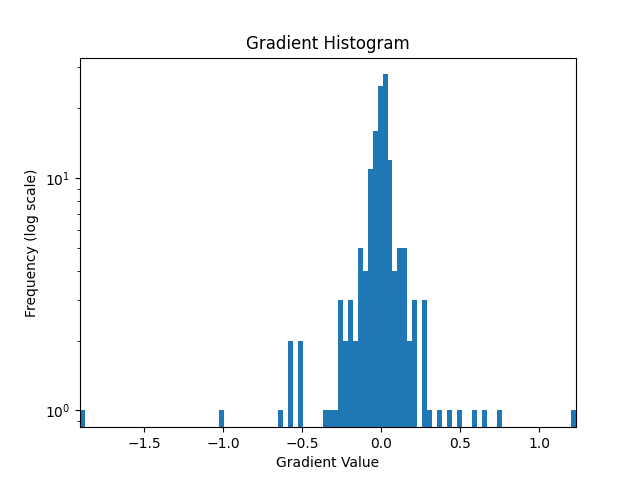 Gradient Histogram
Frequency (log scale)
10¹
10⁰
−1.5 −1.0 −0.5 0.0 0.5 1.0
Gradient Value